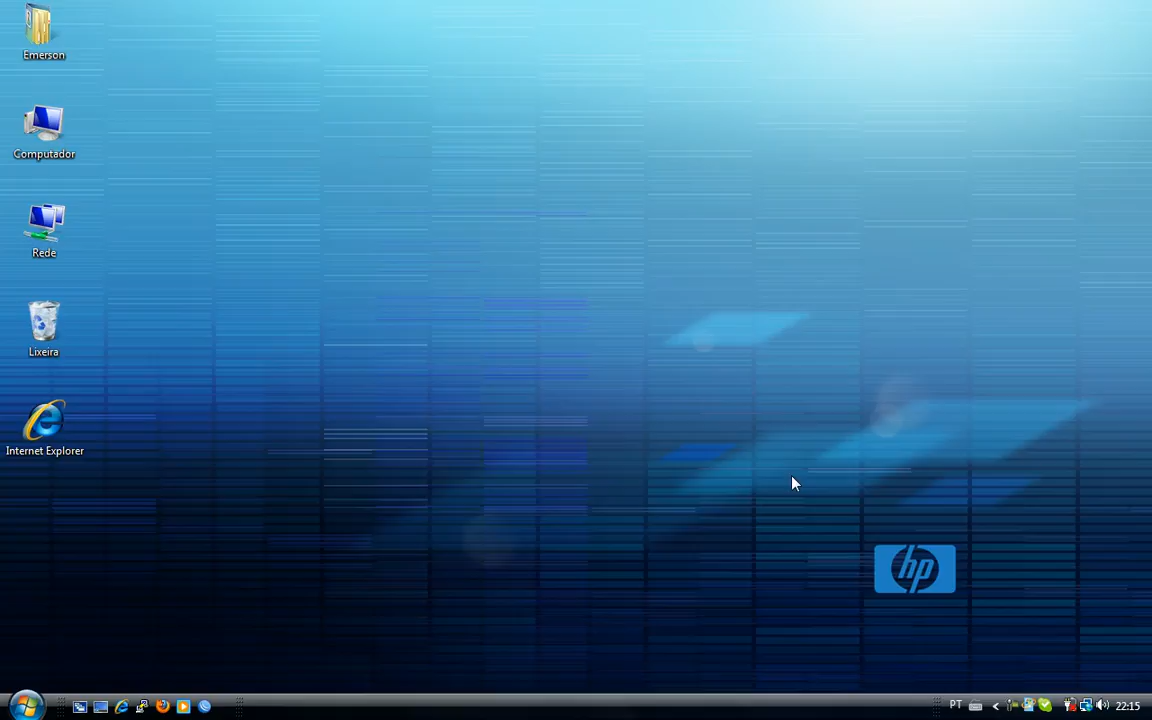 Emerson
Computador
Rede
Lixeira
Internet Explorer
hp
PT
22:15